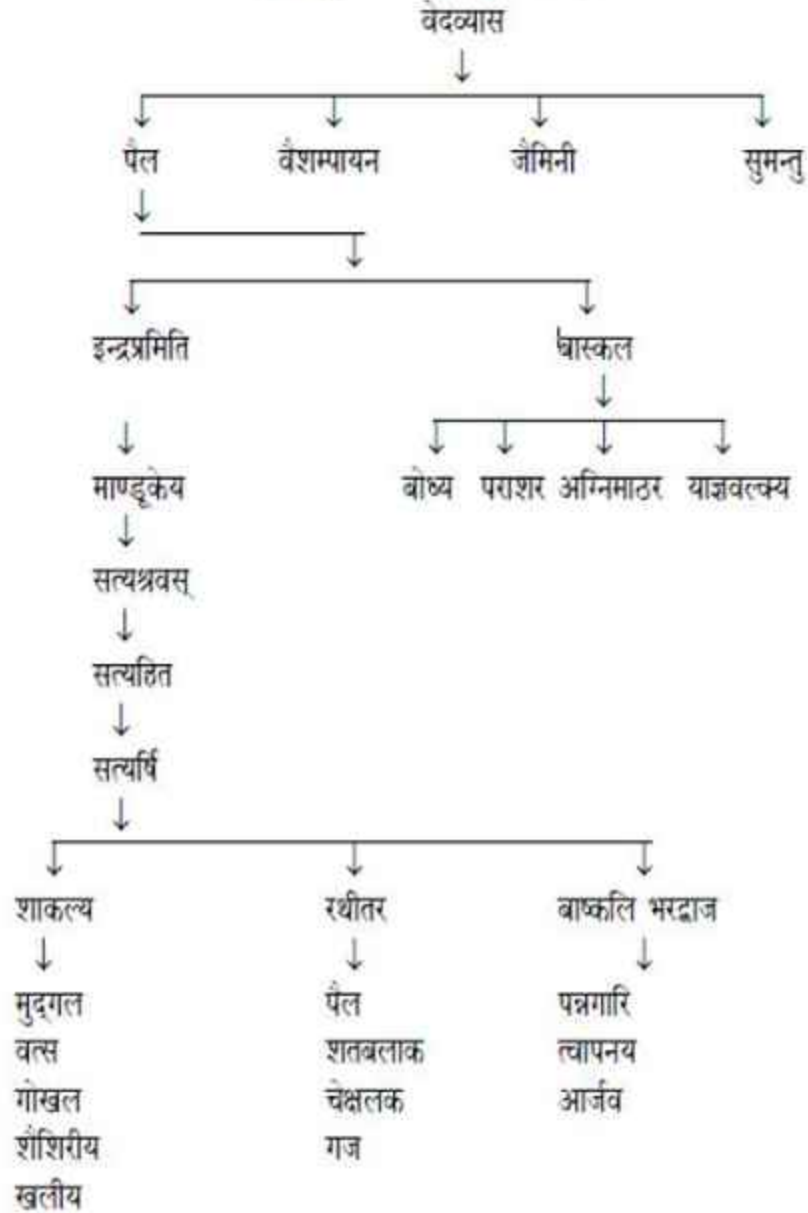 वेदव्यास
पैल वैशम्पायन जैमिनी सुमन्तु
इन्द्रप्रमिति बास्कल
माण्डूकेय बोध्य पराशर अग्निमाठर याज्ञवल्क्य
सत्यश्रवस्
सत्यहित
सत्यर्षि
शाकल्य रथीतर बाष्कलि भरद्वाज
मुद्गल पैल पन्नगारि
वत्स शतबलाक त्वापनय
गोखल चेक्षलक आर्जव
शैशिरीय गज
खलीय